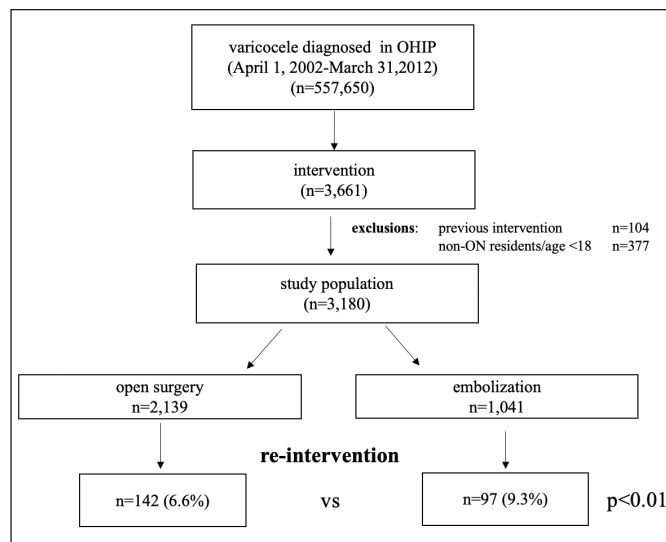 varicocele diagnosed in OHIP
(April 1, 2002-March 31,2012)
(n=557,650)
intervention
(n=3,661)
exclusions: previous intervention n=104
non-ON residents/age <18 n=377
study population
(n=3,180)
open surgery
n=2,139
embolization
n=1,041
re-intervention
n=142 (6.6%) vs n=97 (9.3%) p<0.01